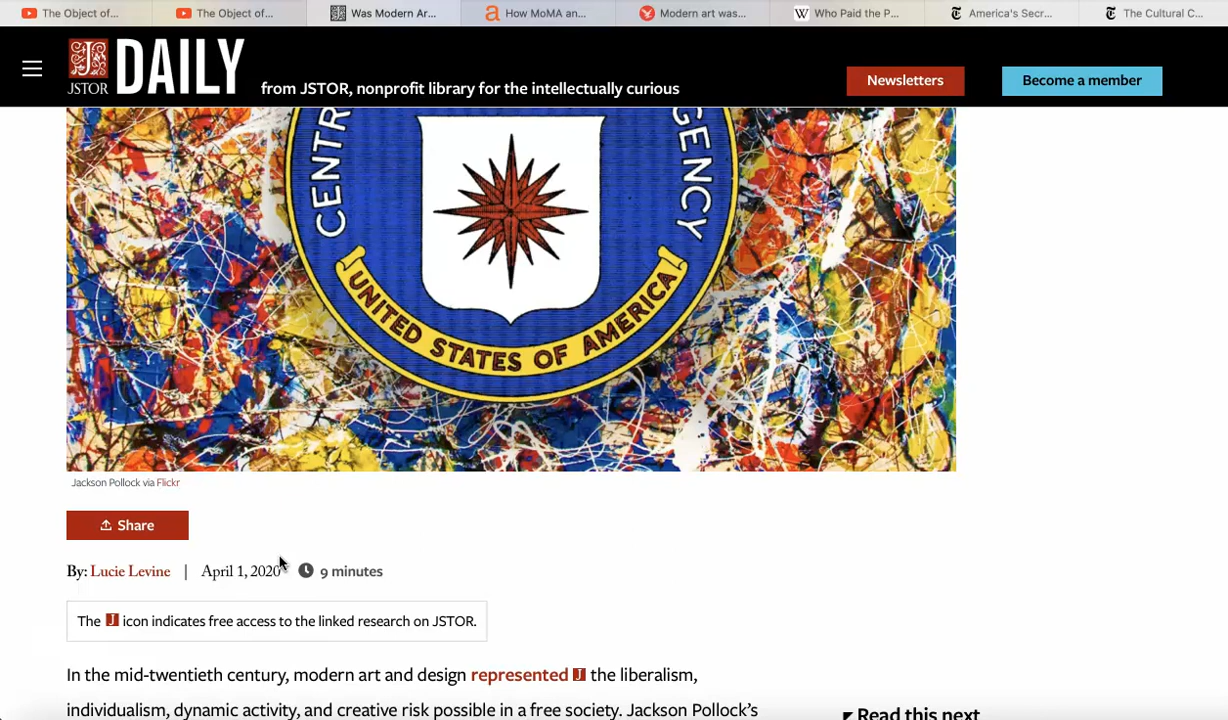 The Object of...
The Object of...
Was Modern Ar...
How MoMA an...
Modern art was...
Who Paid the P...
America's Secr...
The Cultural C...
JSTOR DAILY
from JSTOR, nonprofit library for the intellectually curious
Newsletters
Become a member
CENTR
GENCY
UNITED STATES OF AMERICA
Jackson Pollock via Flickr
Share
By: Lucie Levine | April 1, 2020 9 minutes
The J icon indicates free access to the linked research on JSTOR.
In the mid-twentieth century, modern art and design represented J the liberalism,
individualism, dynamic activity, and creative risk possible in a free society. Jackson Pollock’s
Read this next